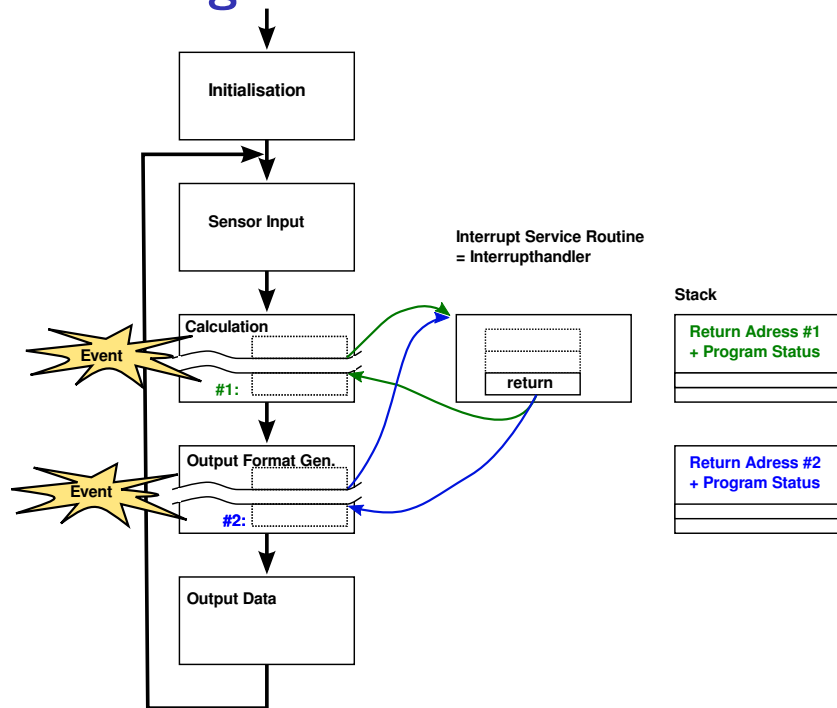 g
Initialisation
Sensor Input
Interrupt Service Routine
= Interrupthandler
Stack
Calculation
Event
#1:
return
Return Adress #1
+ Program Status
Output Format Gen.
Event
#2:
Return Adress #2
+ Program Status
Output Data